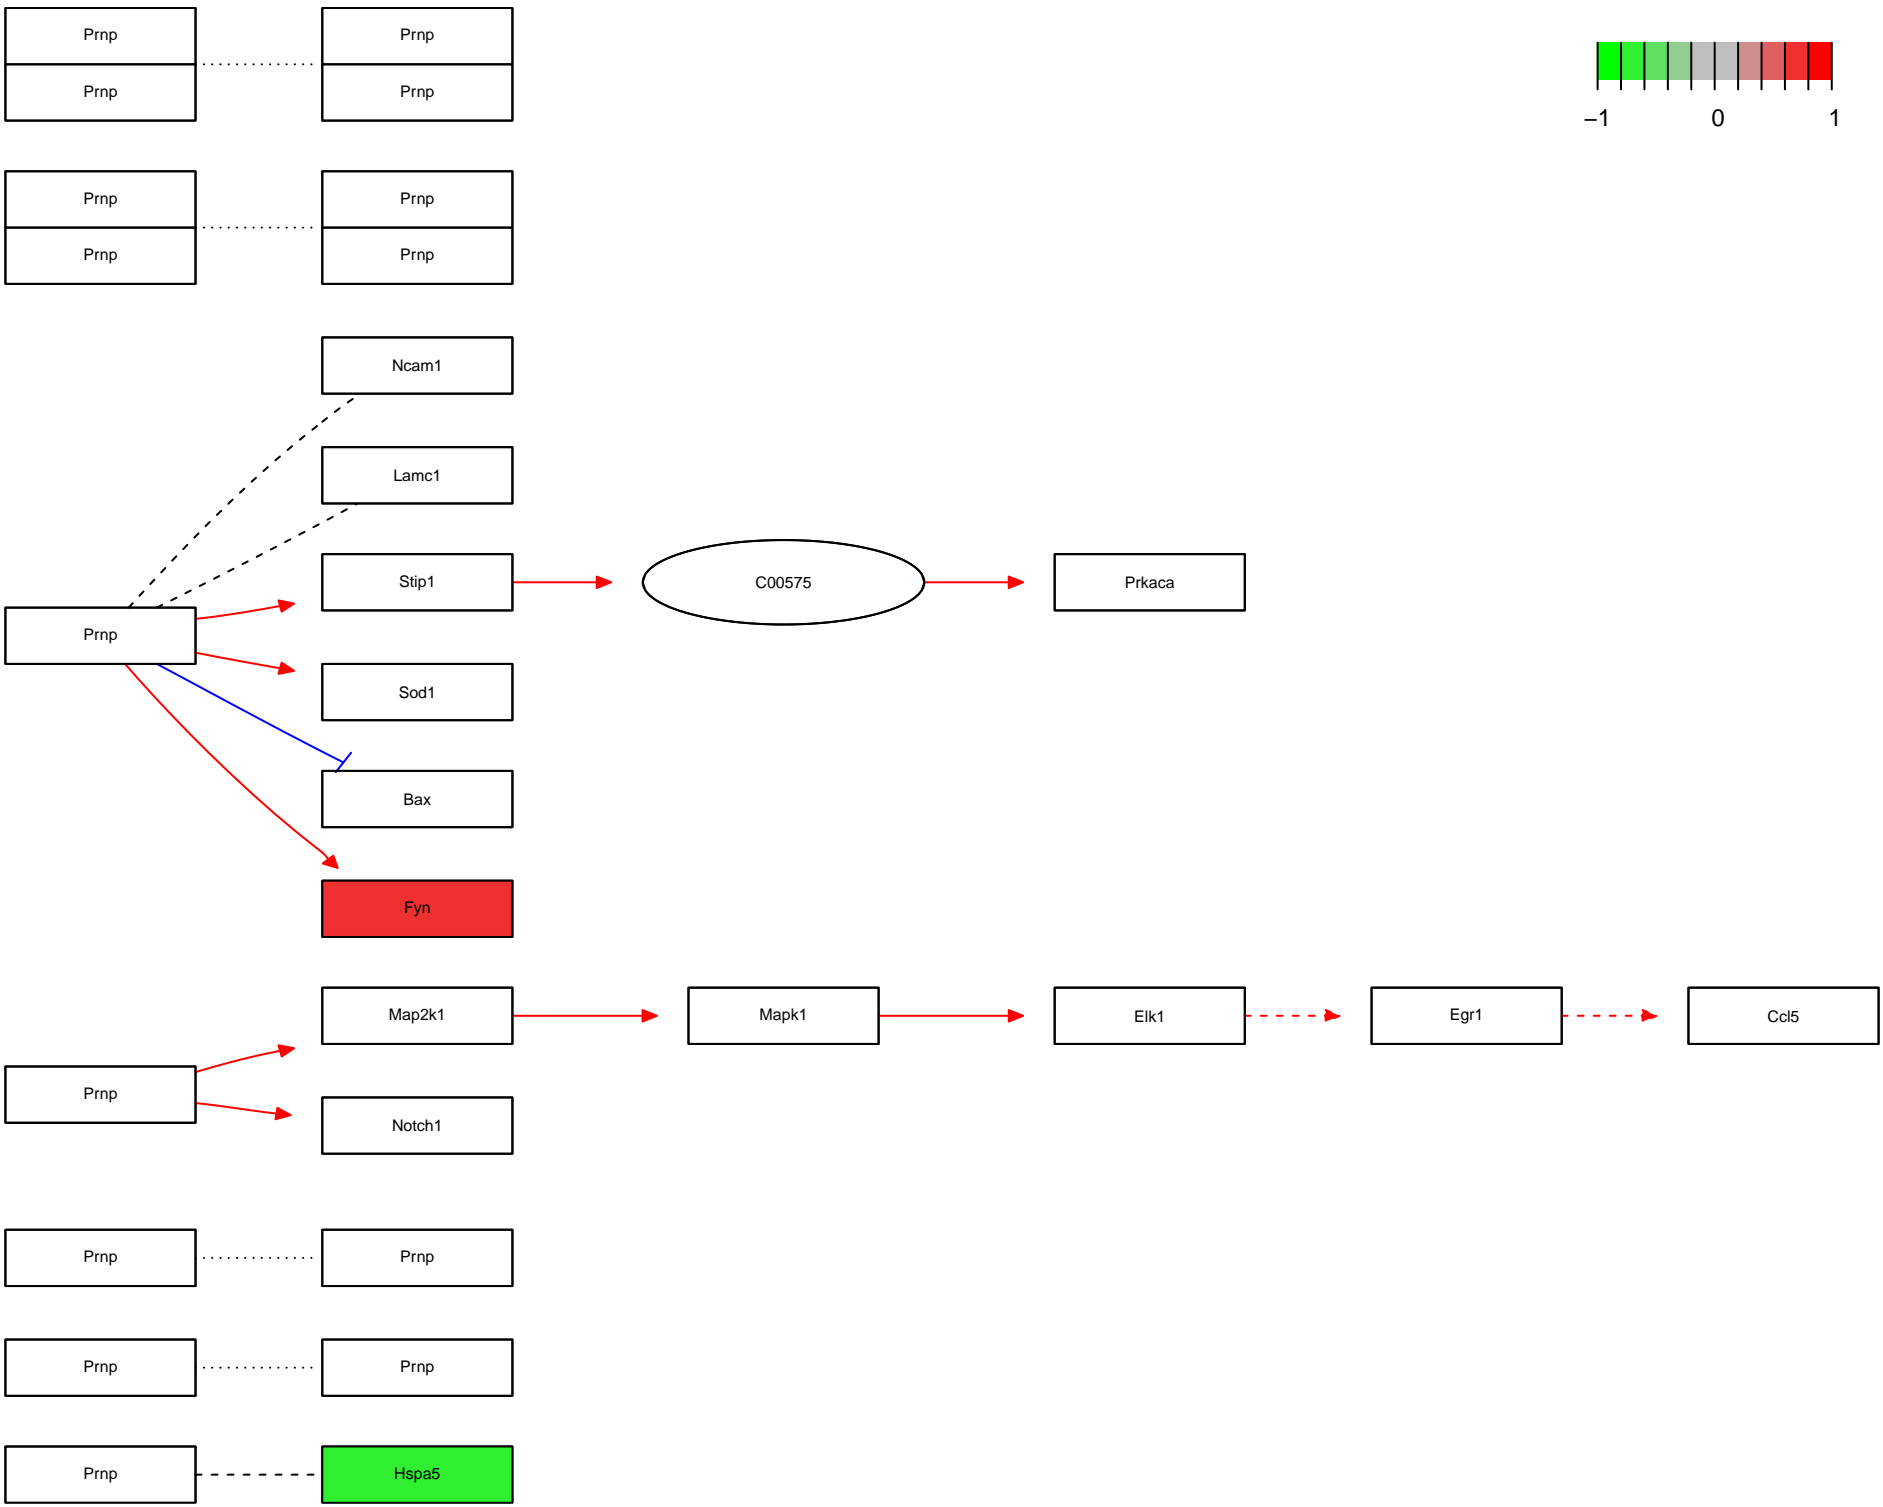 Prnp Prnp
Prnp Prnp
−1 0 1
Prnp Prnp
Prnp Prnp
Ncam1
Lamc1
Stip1 C00575 Prkaca
Prnp
Sod1
Bax
Fyn
Map2k1 Mapk1 Elk1 Egr1 Ccl5
Prnp
Notch1
Prnp Prnp
Prnp Prnp
Prnp Hspa5